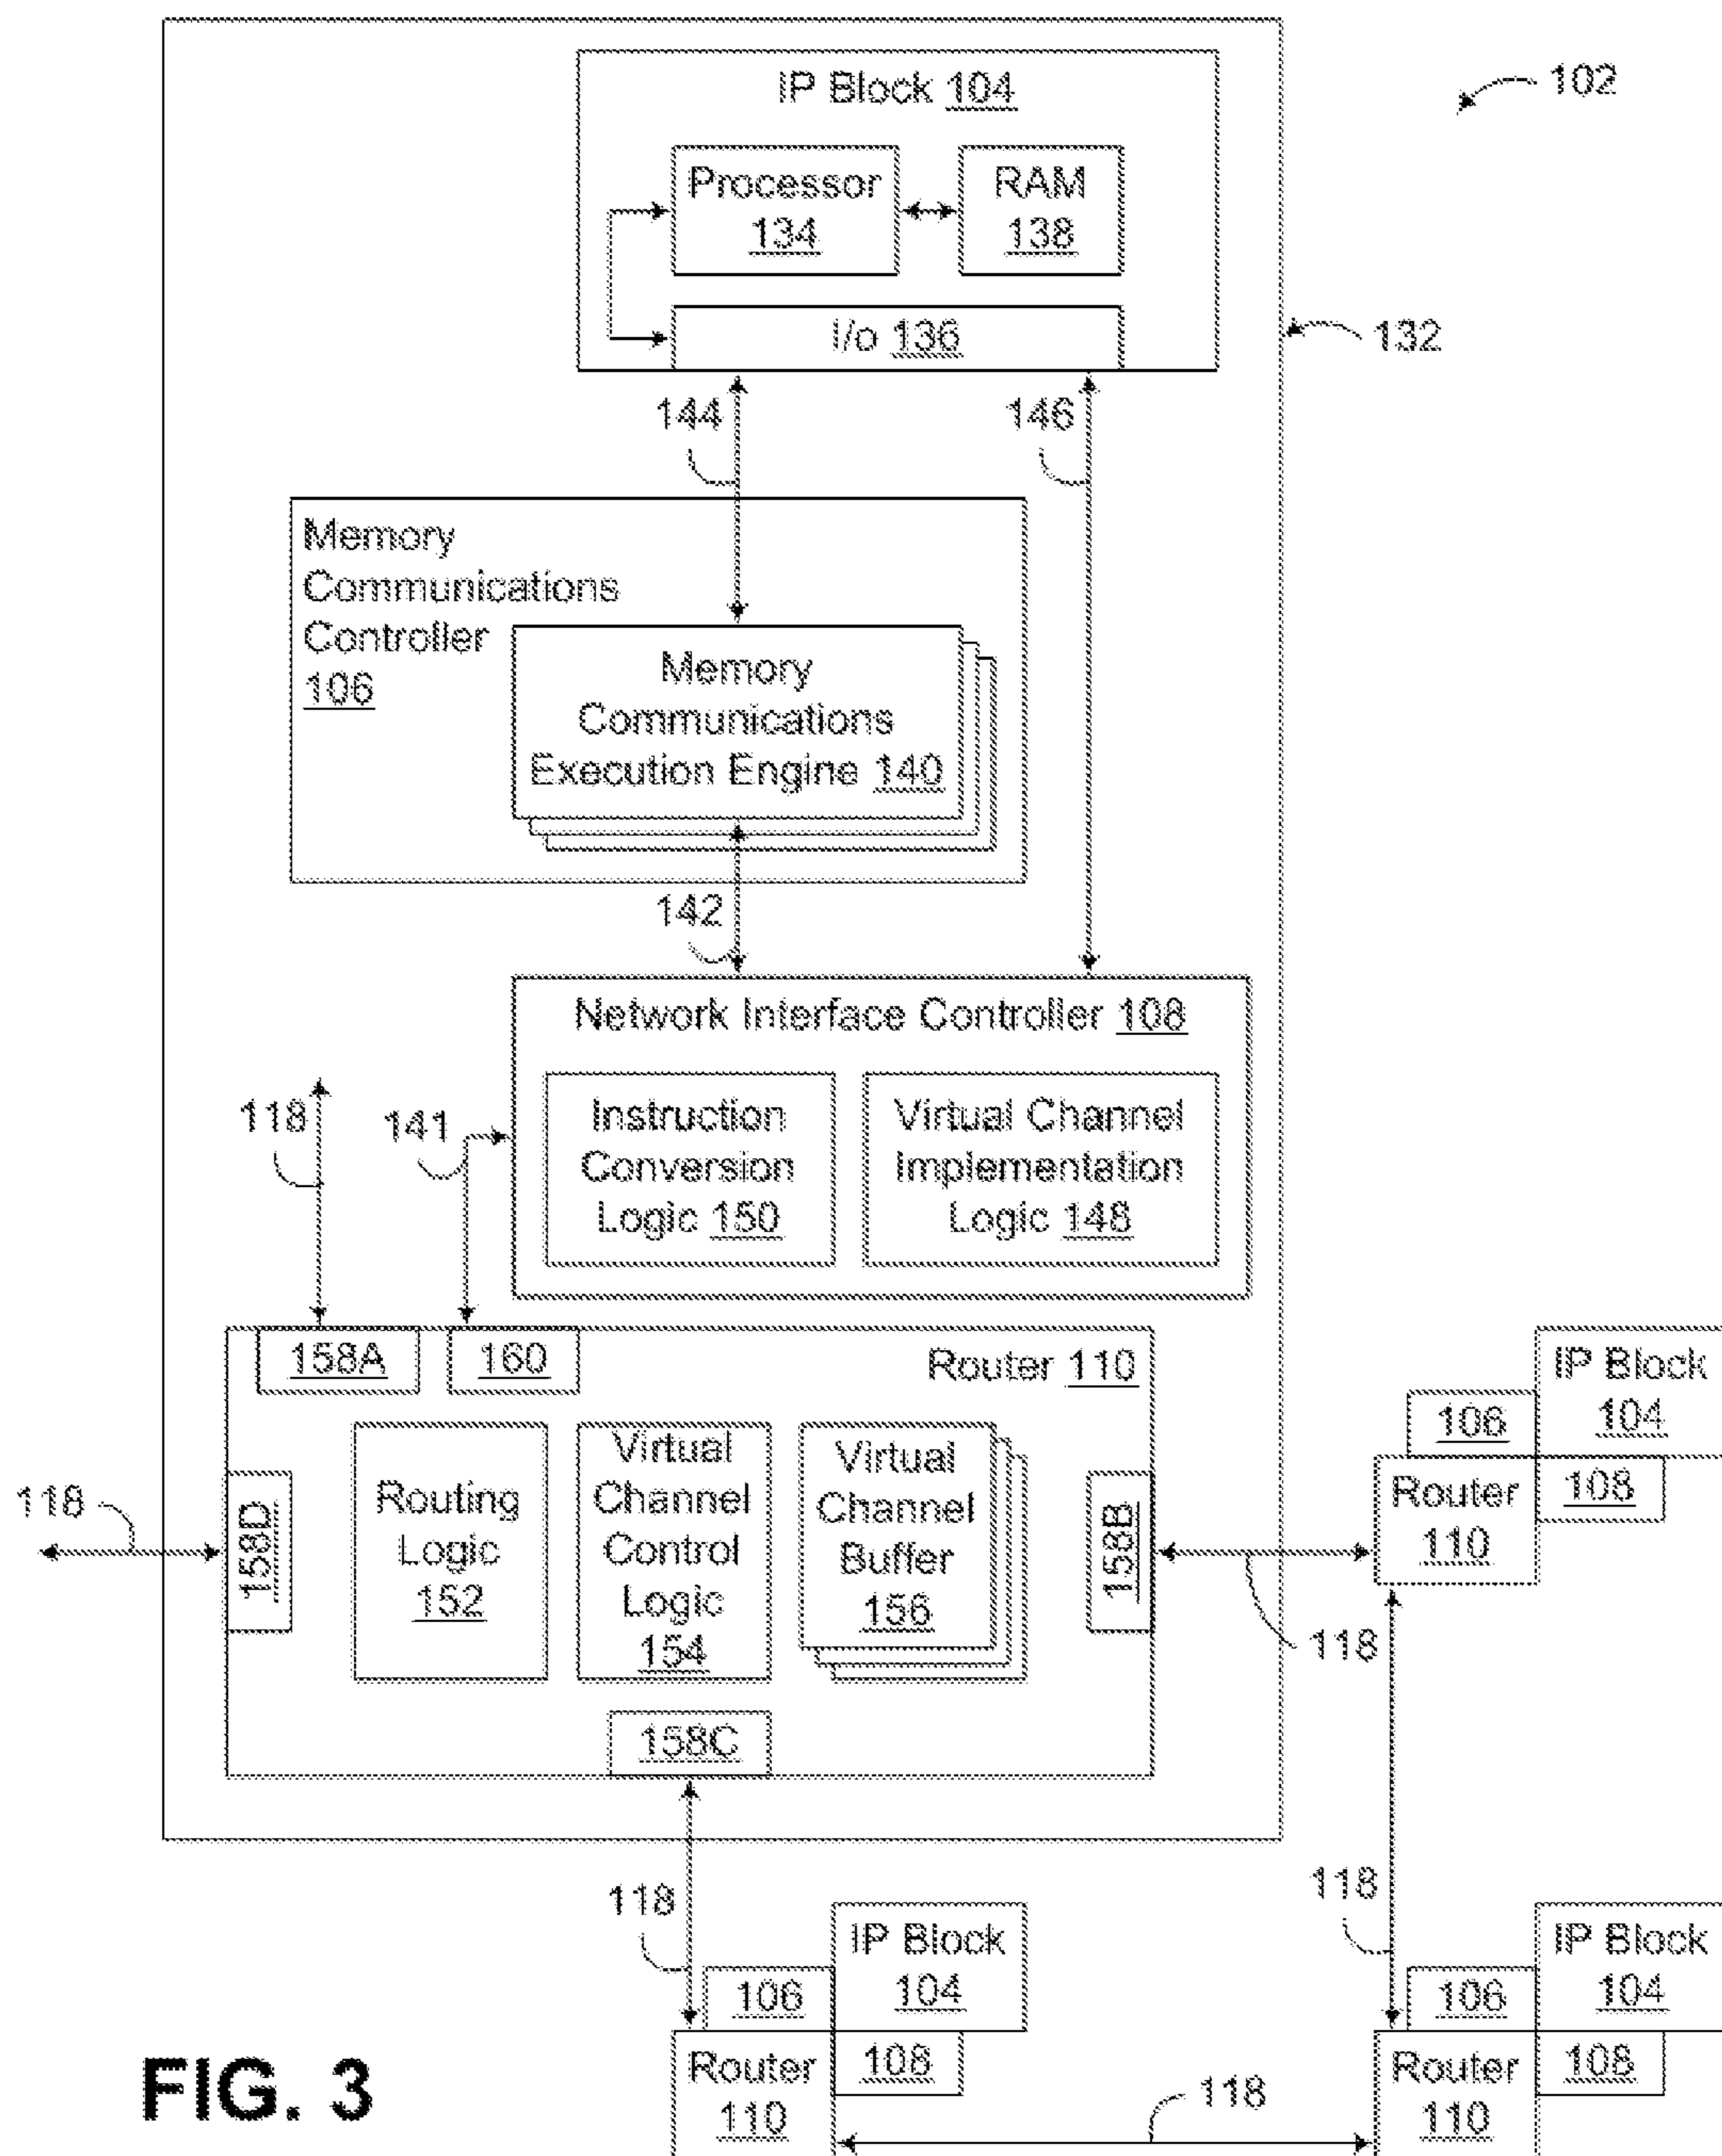 IP Block 104
102
Processor
134
RAM
138
I/o 136
132
144
146
Memory
Communications
Controller
106
Memory
Communications
Execution Engine 140
142
Network Interface Controller 108
118
141
Instruction
Conversion
Logic 150
Virtual Channel
Implementation
Logic 148
158A
160
Router 110
IP Block
104
106
Router
110
108
118
158D
Routing
Logic
152
Virtual
Channel
Control
Logic
154
Virtual
Channel
Buffer
156
158B
118
158C
118
118
IP Block
104
106
Router
110
108
IP Block
104
106
Router
110
108
118
FIG. 3